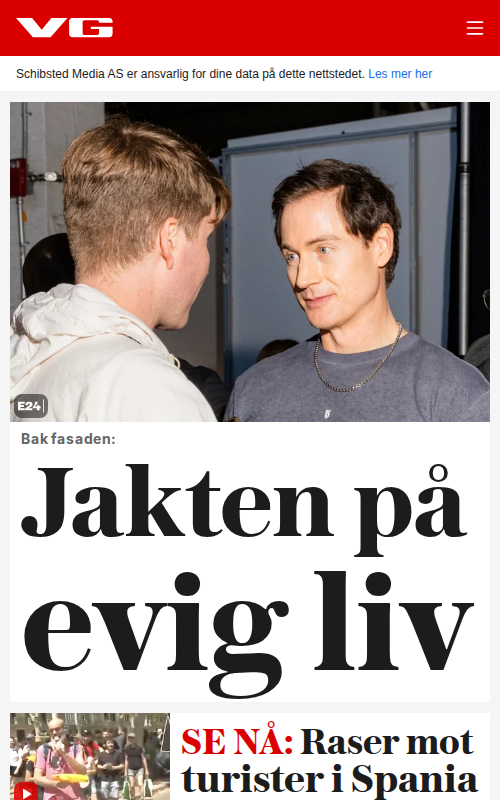 VG
Schibsted Media AS er ansvarlig for dine data på dette nettstedet. Les mer her
E24
Bak fasaden:
Jakten på
evig liv
SE NÅ: Raser mot
turister i Spania